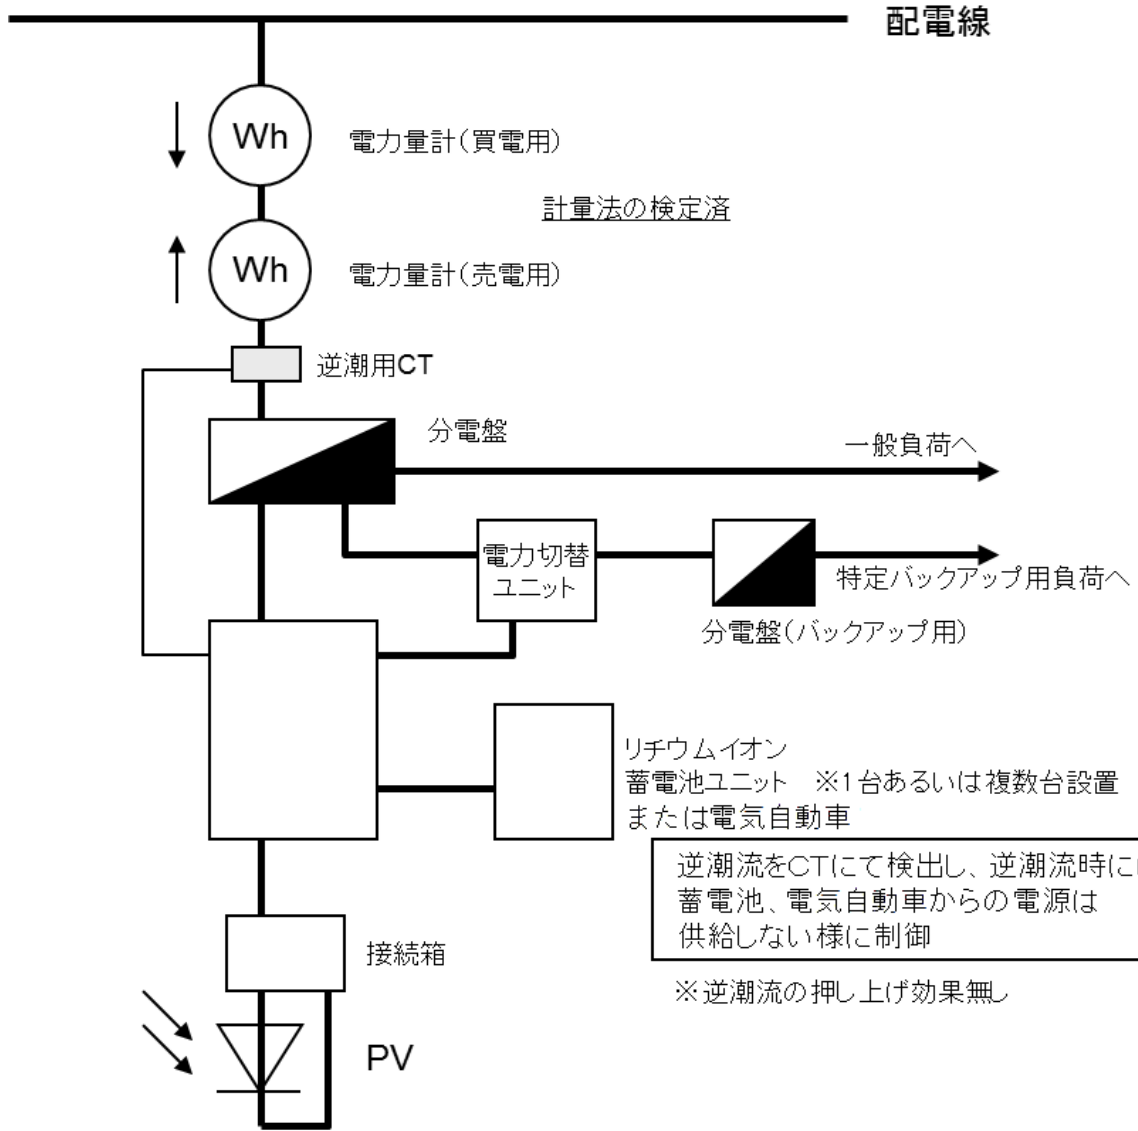 配電線
Wh
電力量計(買電用)
計量法の検定済
Wh
電力量計(売電用)
逆潮用CT
分電盤
一般負荷へ
電力切替
ユニット
特定バックアップ用負荷へ
分電盤(バックアップ用)
リチウムイオン
蓄電池ユニット ※1台あるいは複数台設置
または電気自動車
逆潮流をCTにて検出し、逆潮流時に
蓄電池、電気自動車からの電源は
供給しない様に制御
接続箱
※逆潮流の押し上げ効果無し
PV